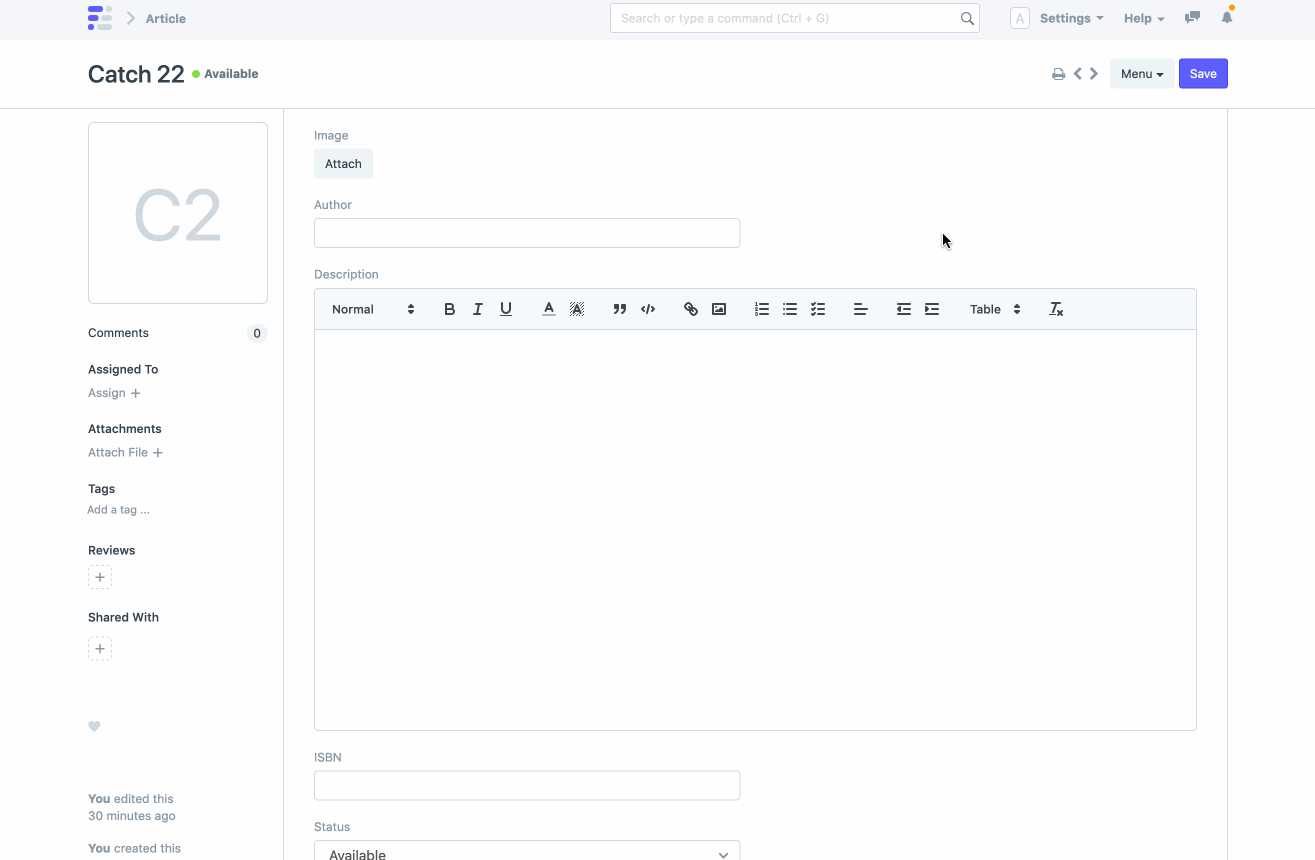 Article
Search or type a command (Ctrl + G)
A
Settings
Help
Catch 22
Available
Menu
Save
C2
Comments
0
Assigned To
Assign +
Attachments
Attach File +
Tags
Add a tag ...
Reviews
+
Shared With
+
You edited this
30 minutes ago
You created this
Image
Attach
Author
Description
Normal
B I U A A
Table
ISBN
Status
Available